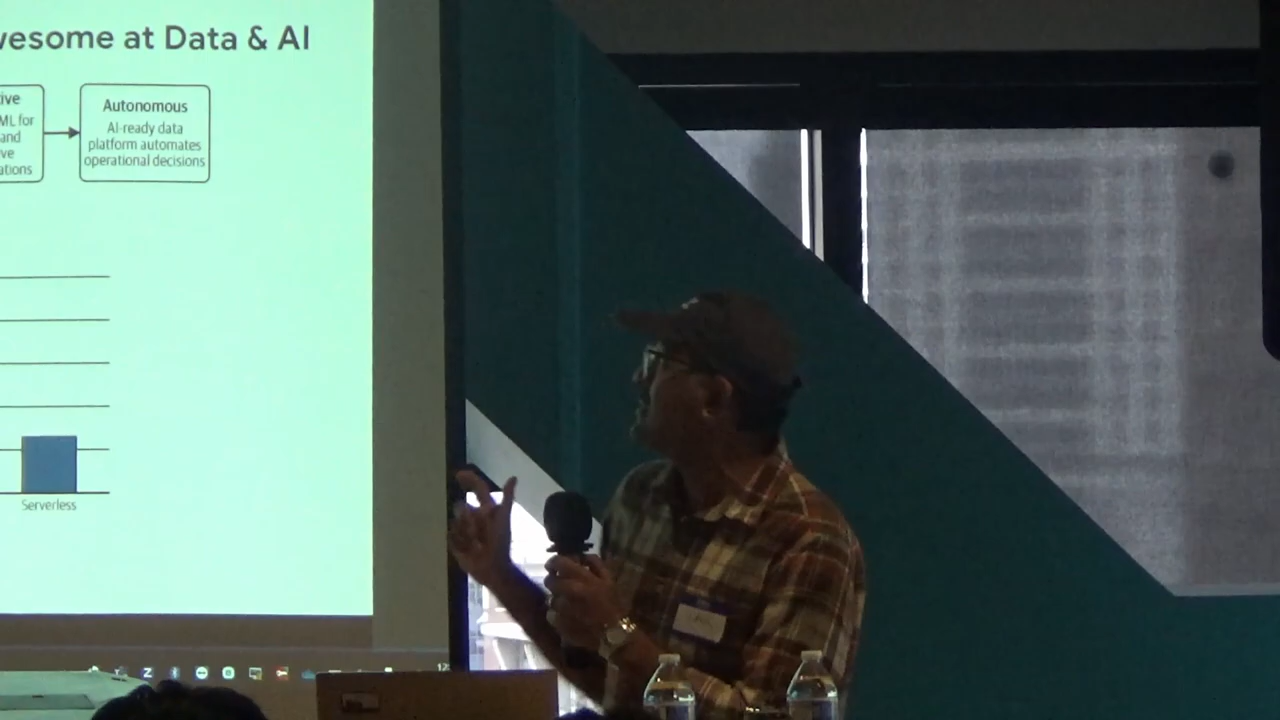 wesome at Data & AI
ive
ML for
and
ve
ations
Autonomous
AI-ready data
platform automates
operational decisions
Serverless